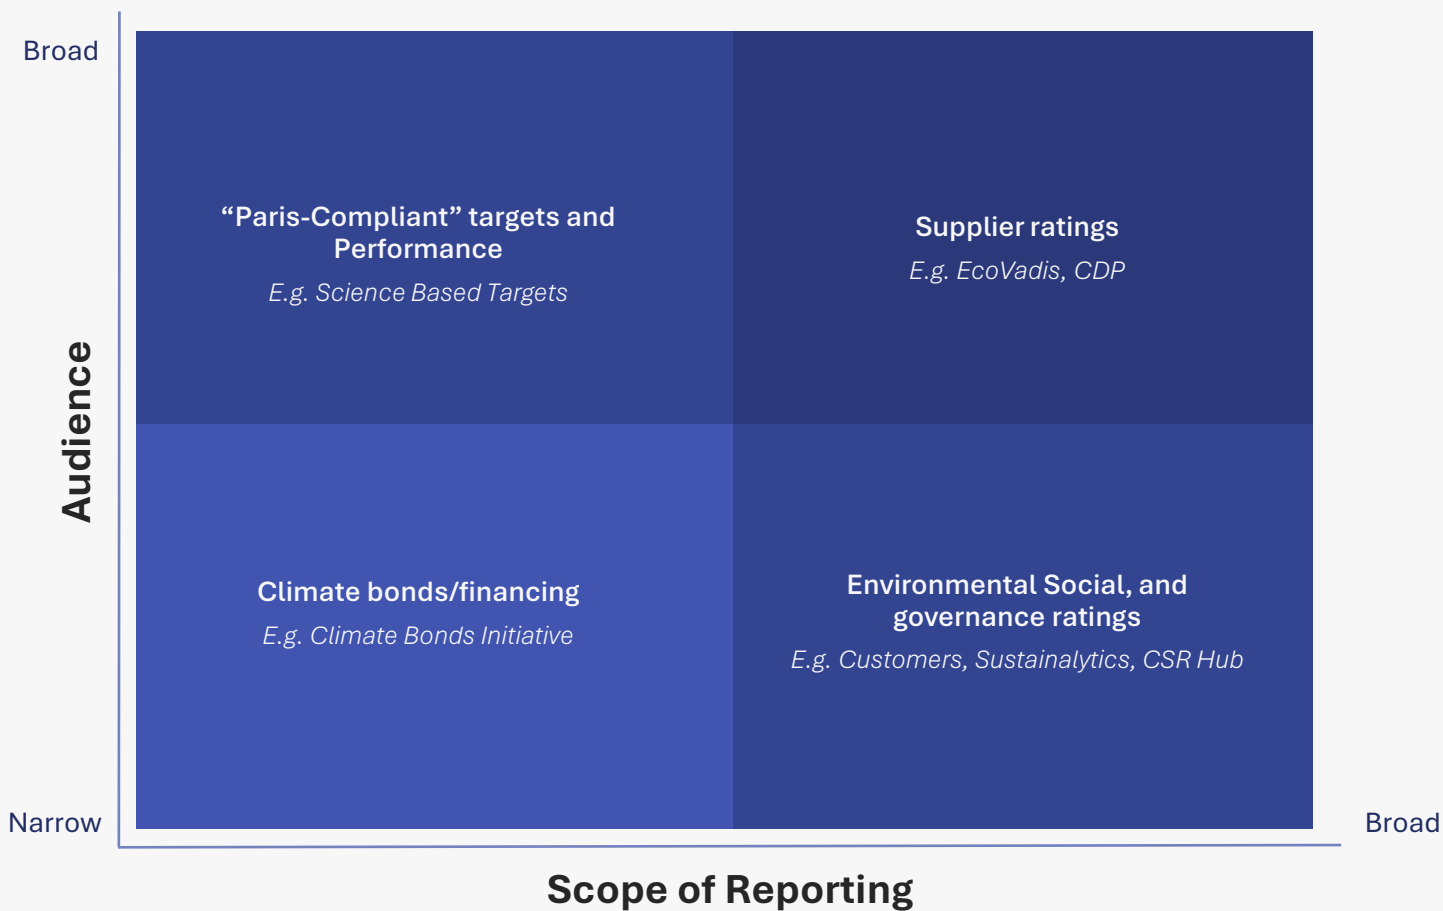 Broad
“Paris-Compliant” targets and
Performance
E.g. Science Based Targets
Supplier ratings
E.g. EcoVadis, CDP
Audience
Climate bonds/financing
E.g. Climate Bonds Initiative
Environmental Social, and
governance ratings
E.g. Customers, Sustainalytics, CSR Hub
Narrow
Broad
Scope of Reporting